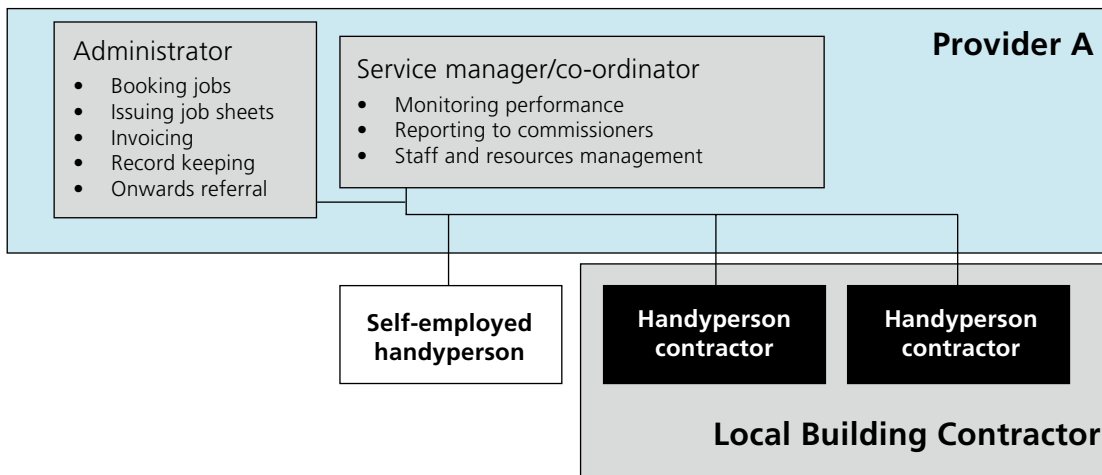 Provider A
Administrator
• Booking jobs
• Issuing job sheets
• Invoicing
• Record keeping
• Onwards referral
Service manager/co-ordinator
• Monitoring performance
• Reporting to commissioners
• Staff and resources management
Self-employed
handyperson
Handyperson
contractor
Handyperson
contractor
Local Building Contractor